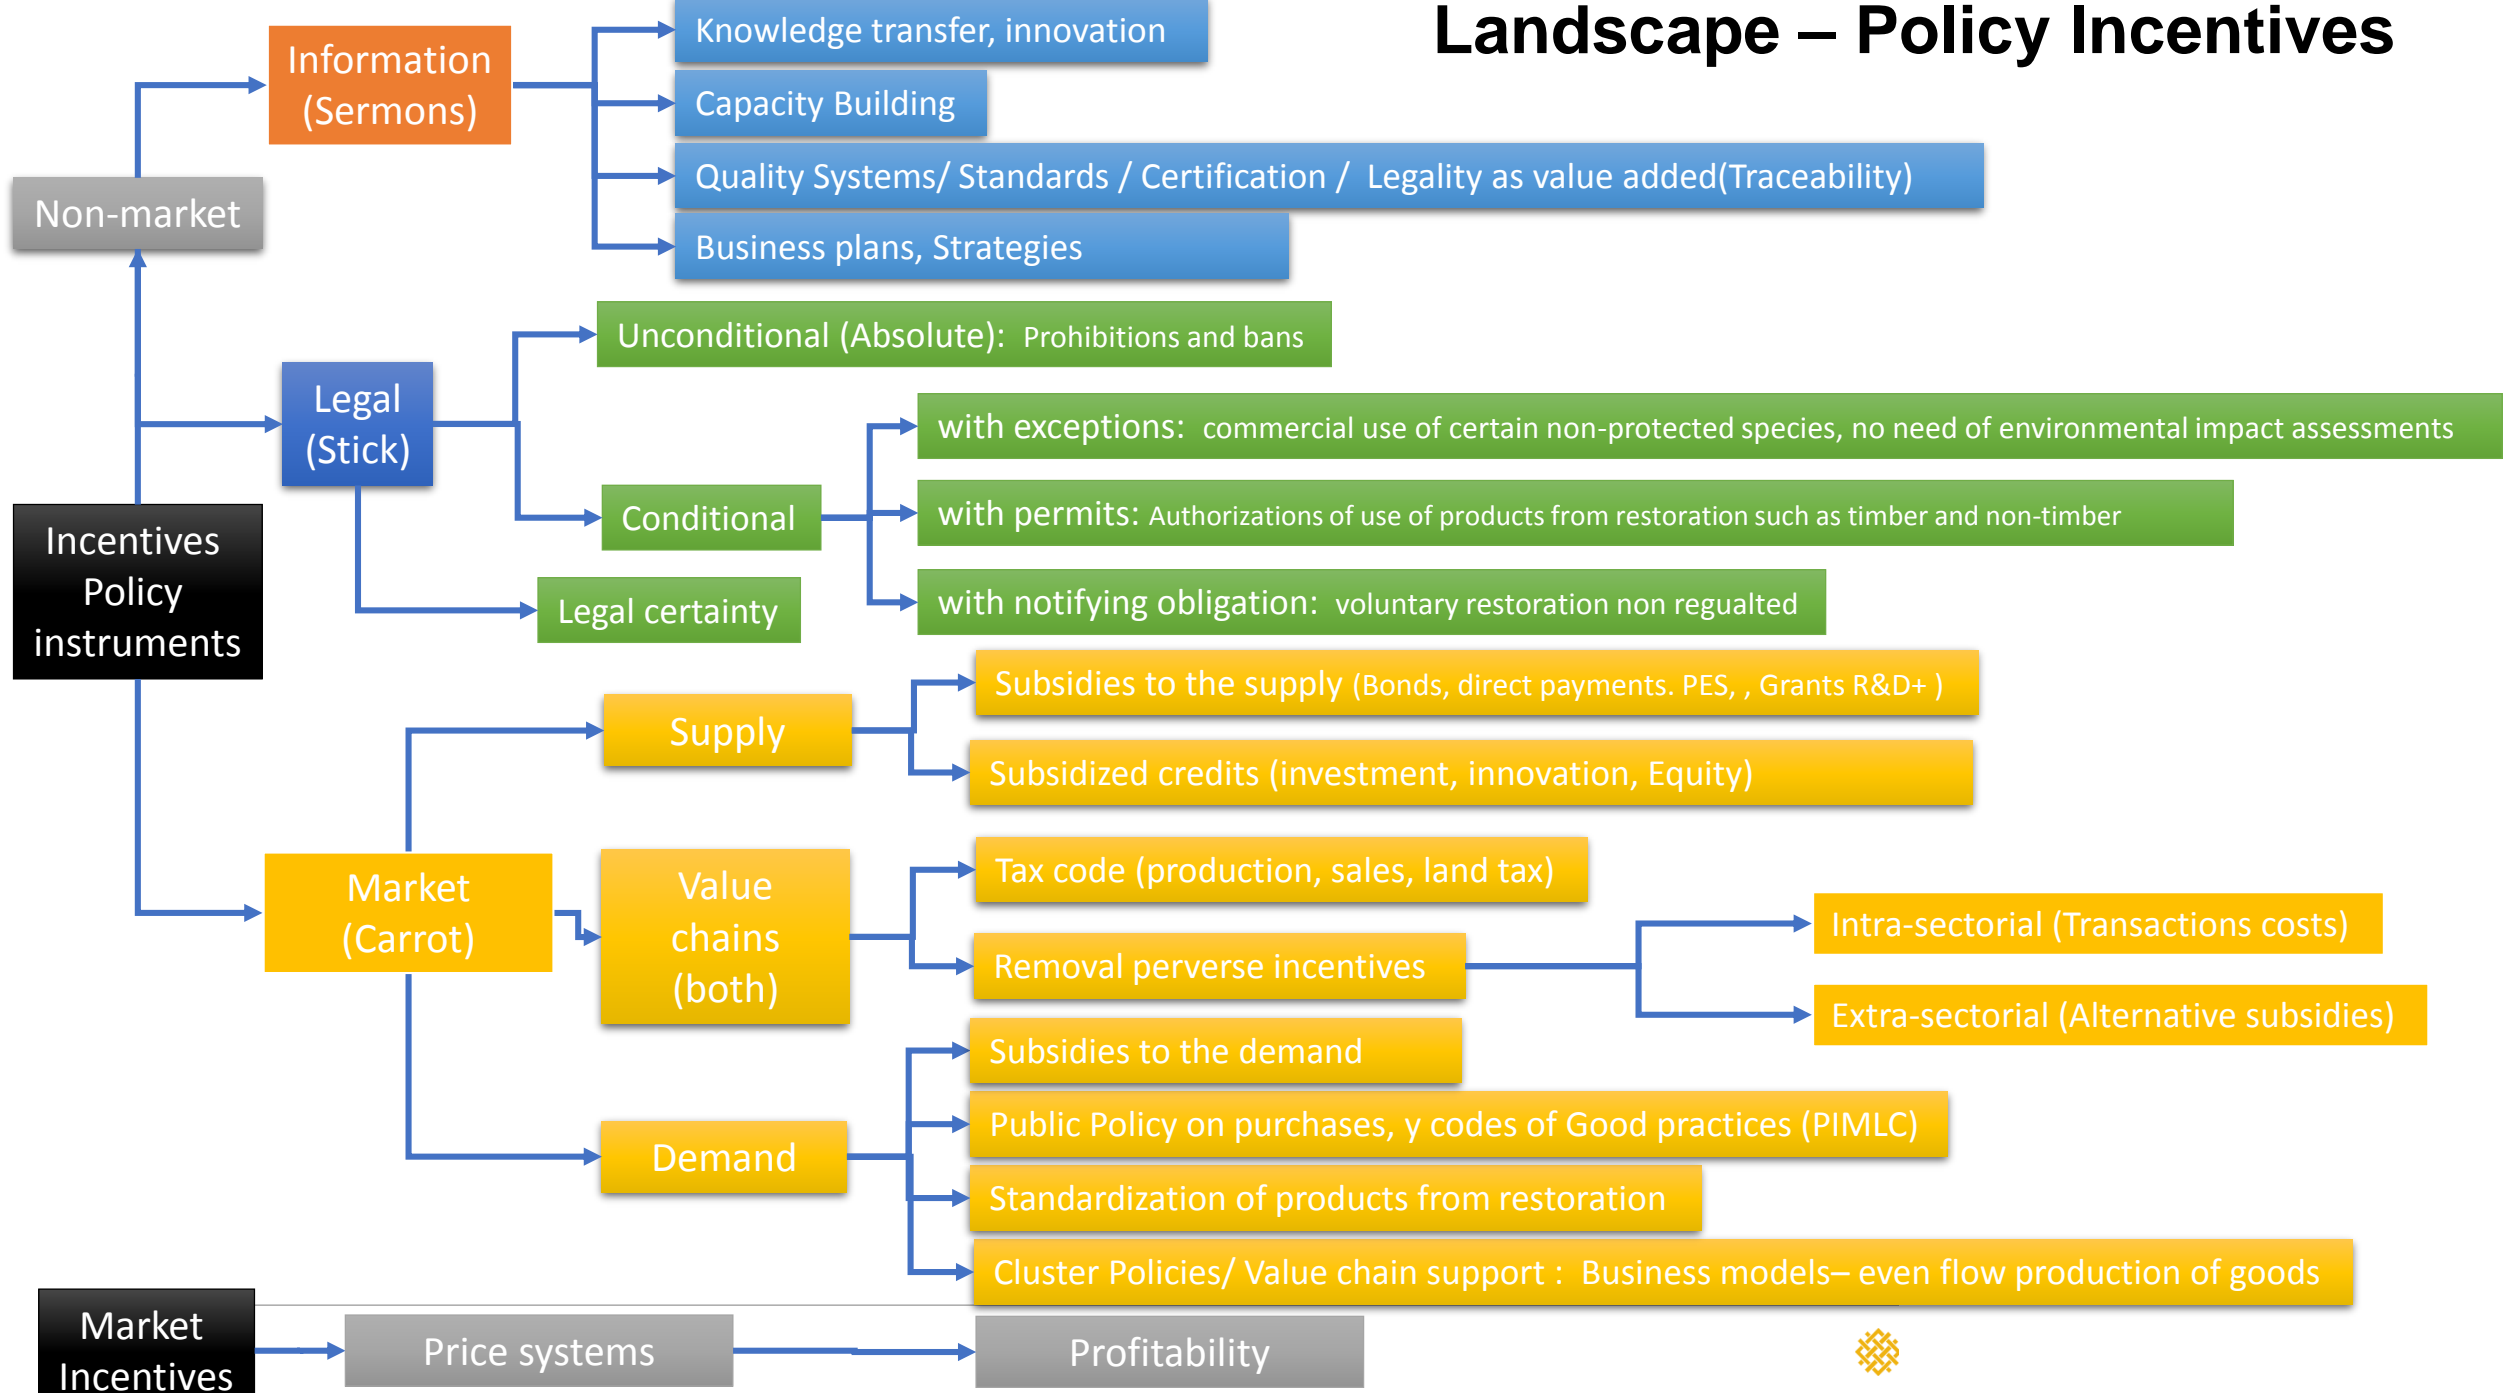 Landscape – Policy Incentives
Information
(Sermons)
Knowledge transfer, innovation
Capacity Building
Quality Systems/ Standards / Certification / Legality as value added(Traceability)
Business plans, Strategies
Non-market
Unconditional (Absolute): Prohibitions and bans
Legal
(Stick)
with exceptions: commercial use of certain non-protected species, no need of environmental impact assessments
Conditional
with permits: Authorizations of use of products from restoration such as timber and non-timber
with notifying obligation: voluntary restoration non regualted
Legal certainty
Incentives
Policy
instruments
Supply
Subsidies to the supply (Bonds, direct payments. PES, , Grants R&D+ )
Subsidized credits (investment, innovation, Equity)
Market
(Carrot)
Value
chains
(both)
Tax code (production, sales, land tax)
Removal perverse incentives
Intra-sectorial (Transactions costs)
Extra-sectorial (Alternative subsidies)
Demand
Subsidies to the demand
Public Policy on purchases, y codes of Good practices (PIMLC)
Standardization of products from restoration
Cluster Policies/ Value chain support : Business models– even flow production of goods
Market
Incentives
Price systems
Profitability